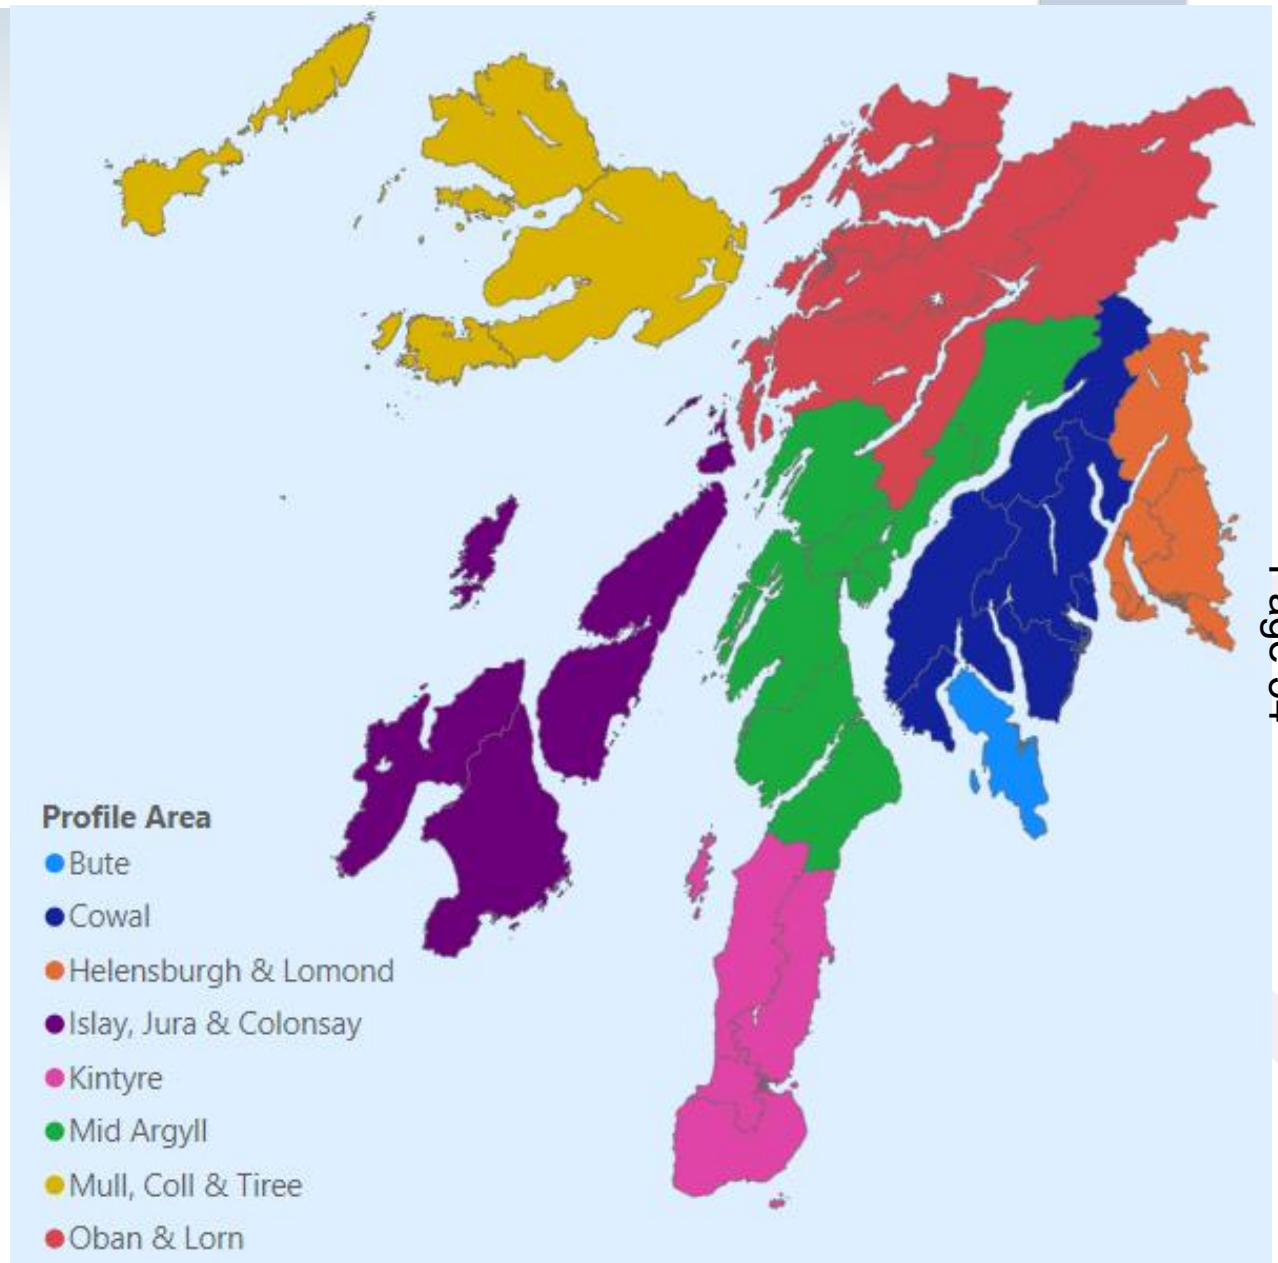 Profile Area
Bute
Cowal
Helensburgh & Lomond
Islay, Jura & Colonsay
Kintyre
Mid Argyll
Mull, Coll & Tiree
Oban & Lorn